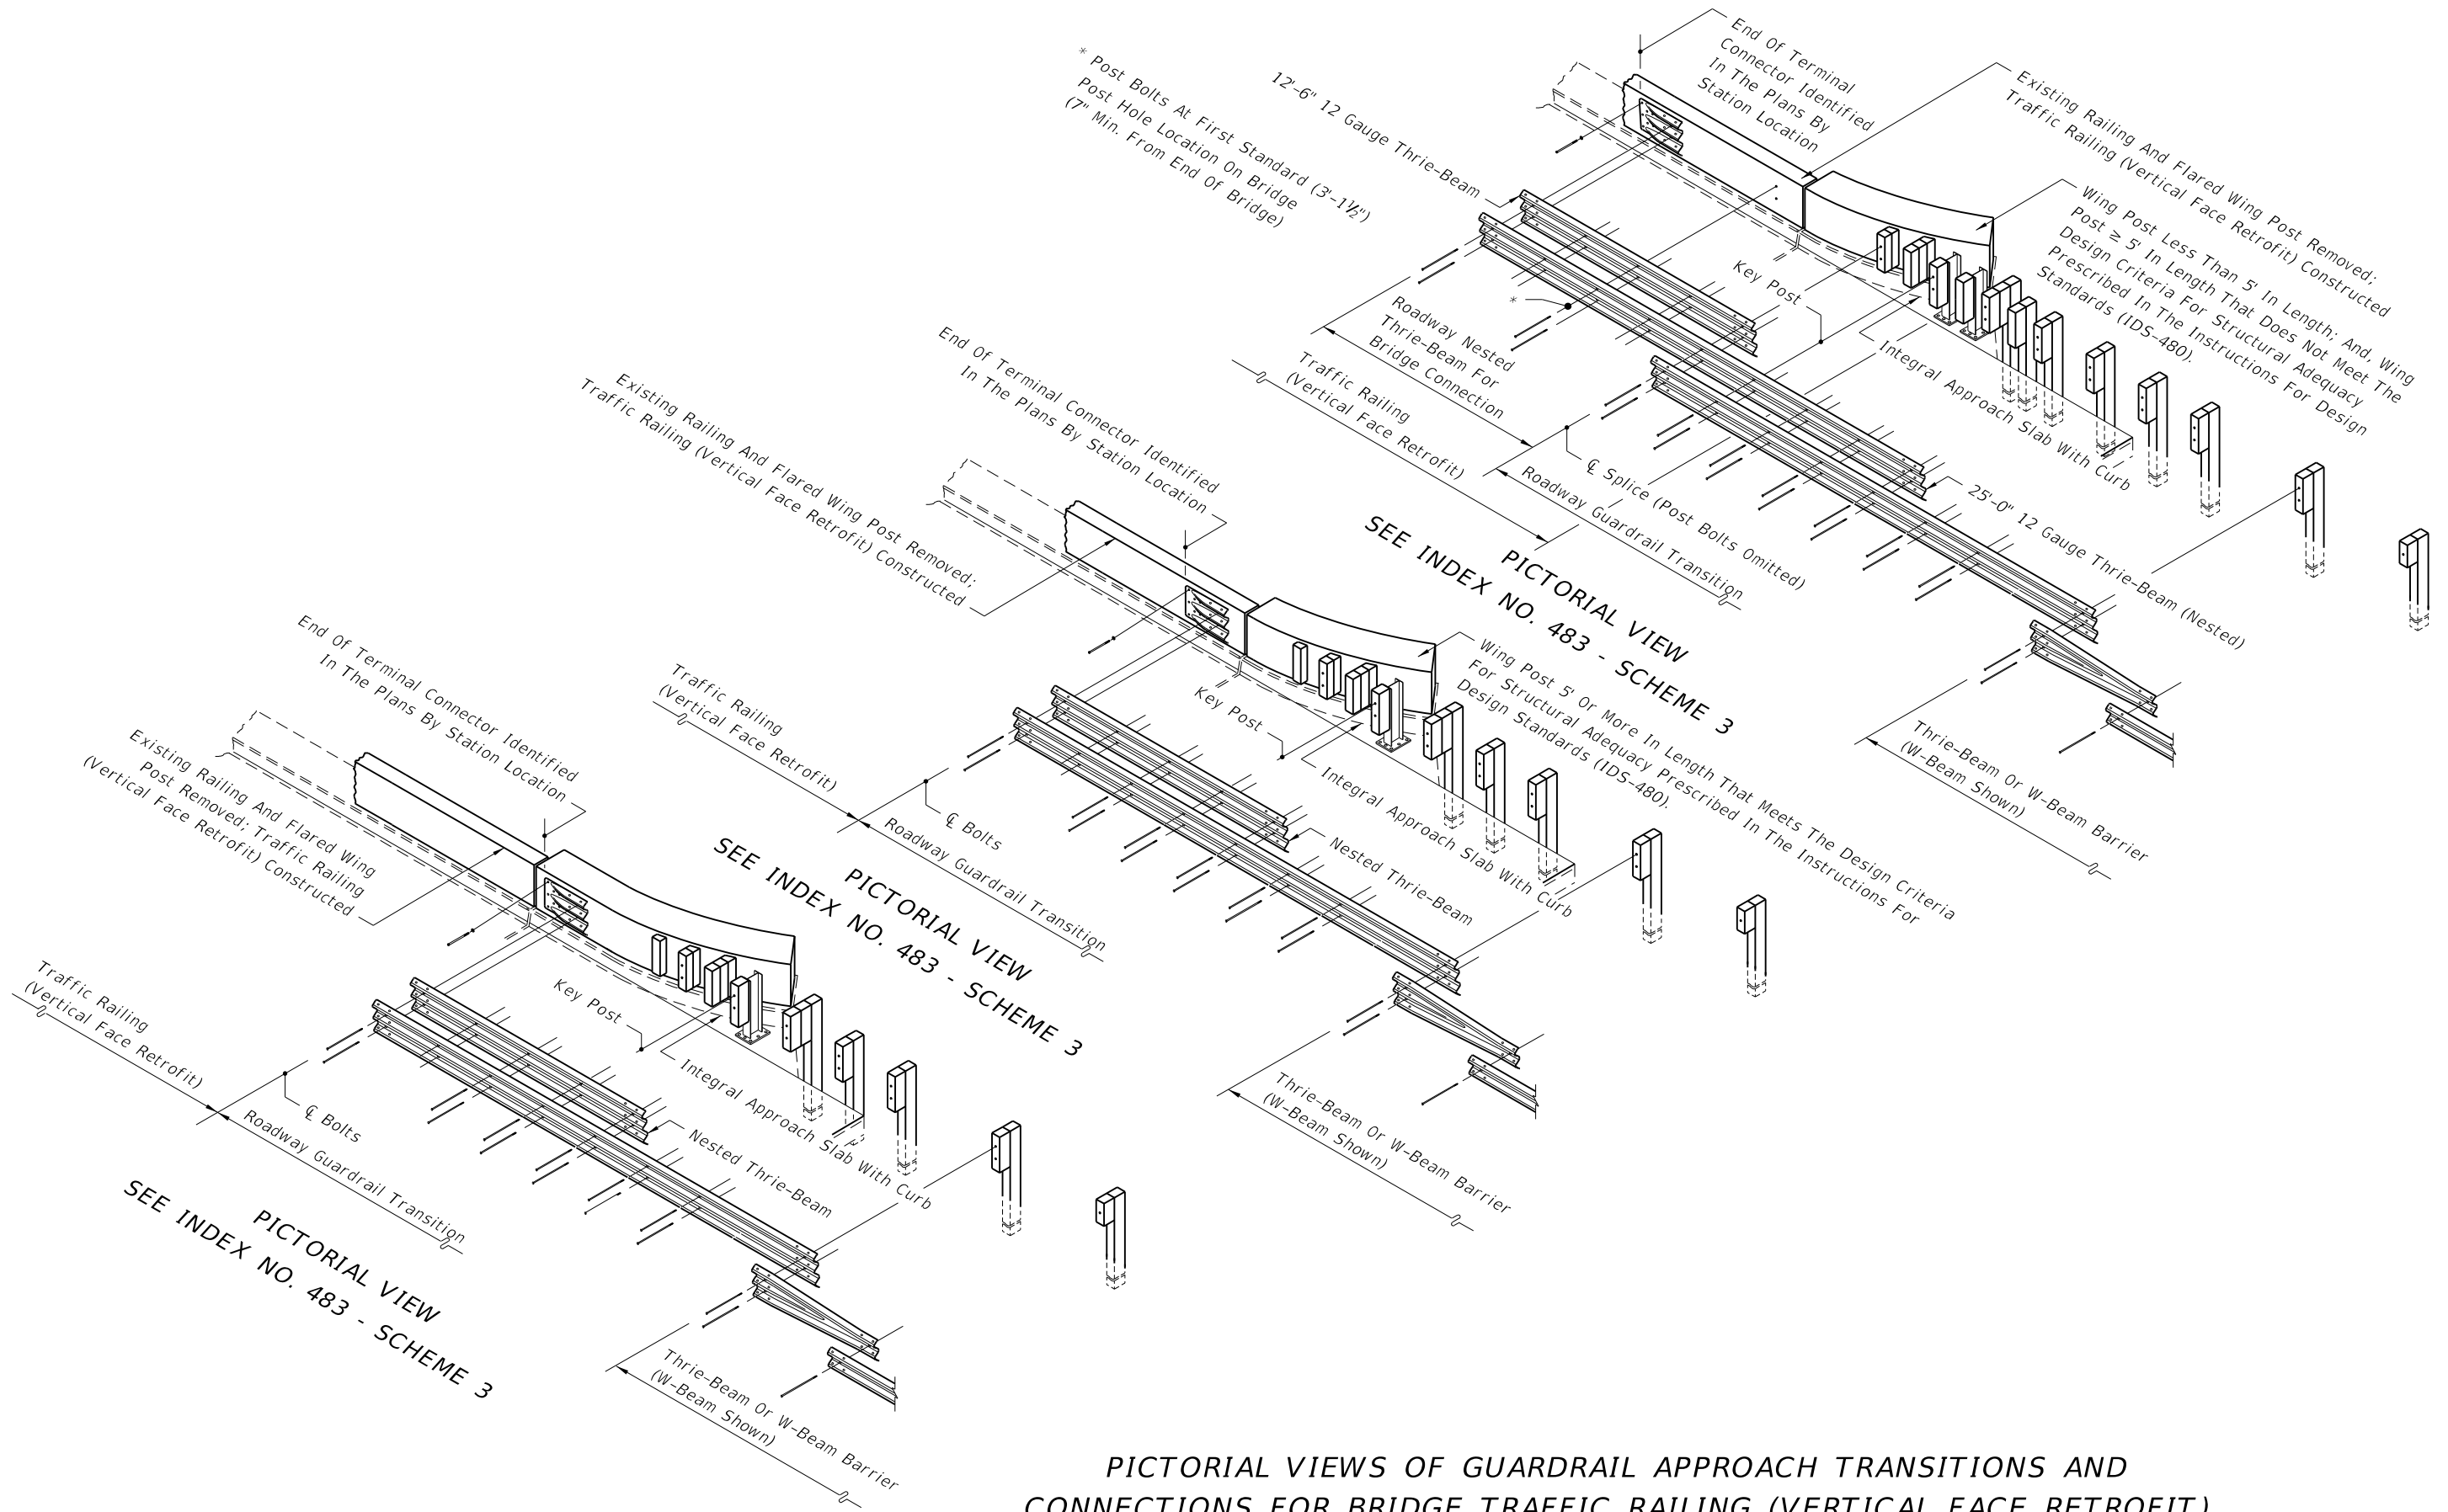 * Post Bolts At First Standard (3'-1½")
Post Hole Location On Bridge
(7" Min. From End Of Bridge)
12'-6" 12 Gauge Thrie-Beam
End Of Terminal
Connector Identified
In The Plans By
Station Location
Existing Railing And Flared Wing Post Removed;
Traffic Railing (Vertical Face Retrofit) Constructed
Wing Post Less Than 5' In Length; And, Wing
Post ≥ 5' In Length That Does Not Meet The
Design Criteria For Structural Adequacy
Prescribed In The Instructions For Design
Standards (IDS-480).
Key Post
*
Roadway Nested
Thrie-Beam For
Bridge Connection
Integral Approach Slab With Curb
Traffic Railing
(Vertical Face Retrofit)
℄ Splice (Post Bolts Omitted)
Roadway Guardrail Transition
25'-0" 12 Gauge Thrie-Beam (Nested)
PICTORIAL VIEW
SEE INDEX NO. 483 - SCHEME 3
Thrie-Beam Or W-Beam Barrier
(W-Beam Shown)
End Of Terminal Connector Identified
In The Plans By Station Location
Existing Railing And Flared Wing Post Removed;
Traffic Railing (Vertical Face Retrofit) Constructed
Wing Post 5' Or More In Length That Meets The Design Criteria
For Structural Adequacy Prescribed In The Instructions For
Design Standards (IDS-480).
Key Post
Traffic Railing
(Vertical Face Retrofit)
Integral Approach Slab With Curb
℄ Bolts
Roadway Guardrail Transition
Nested Thrie-Beam
PICTORIAL VIEW
SEE INDEX NO. 483 - SCHEME 3
Thrie-Beam Or W-Beam Barrier
(W-Beam Shown)
End Of Terminal Connector Identified
In The Plans By Station Location
Existing Railing And Flared Wing
Post Removed; Traffic Railing
(Vertical Face Retrofit) Constructed
Key Post
Traffic Railing
(Vertical Face Retrofit)
Integral Approach Slab With Curb
℄ Bolts
Roadway Guardrail Transition
Nested Thrie-Beam
PICTORIAL VIEW
SEE INDEX NO. 483 - SCHEME 3
Thrie-Beam Or W-Beam Barrier
(W-Beam Shown)
PICTORIAL VIEWS OF GUARDRAIL APPROACH TRANSITIONS AND
CONNECTIONS FOR BRIDGE TRAFFIC RAILING (VERTICAL FACE RETROFIT)